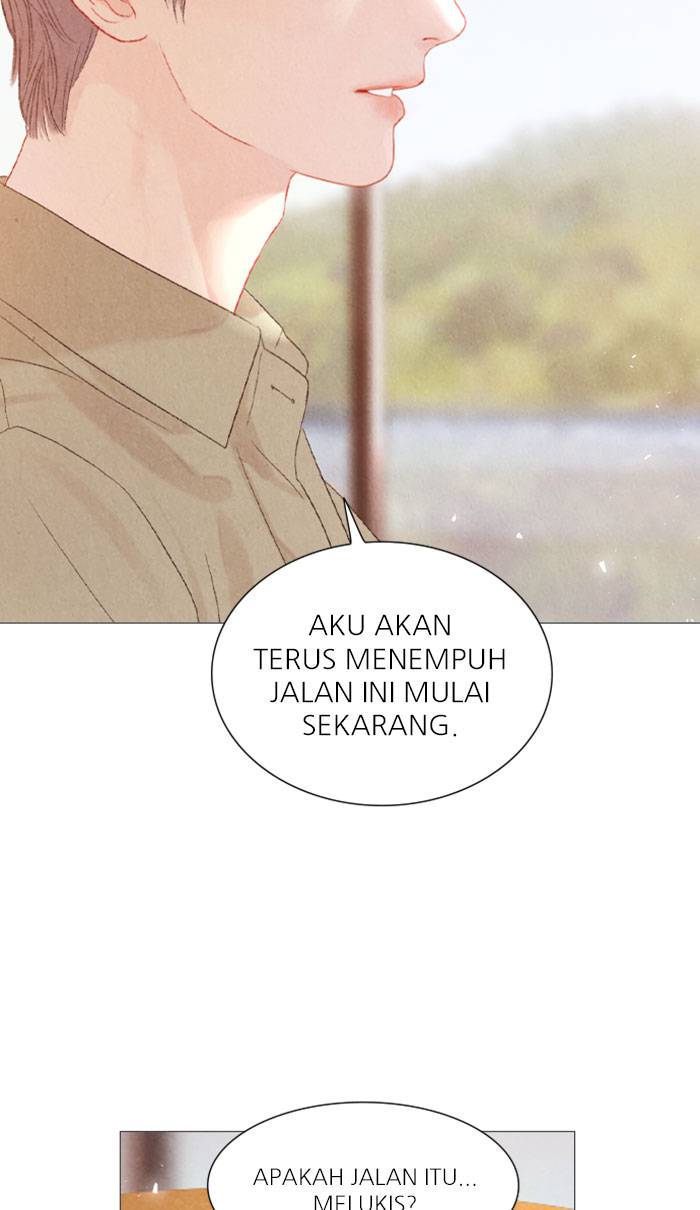 AKU AKAN
TERUS MENEMPUH
JALAN INI MULAI
SEKARANG.
APAKAH JALAN ITU...
MELUKIS?